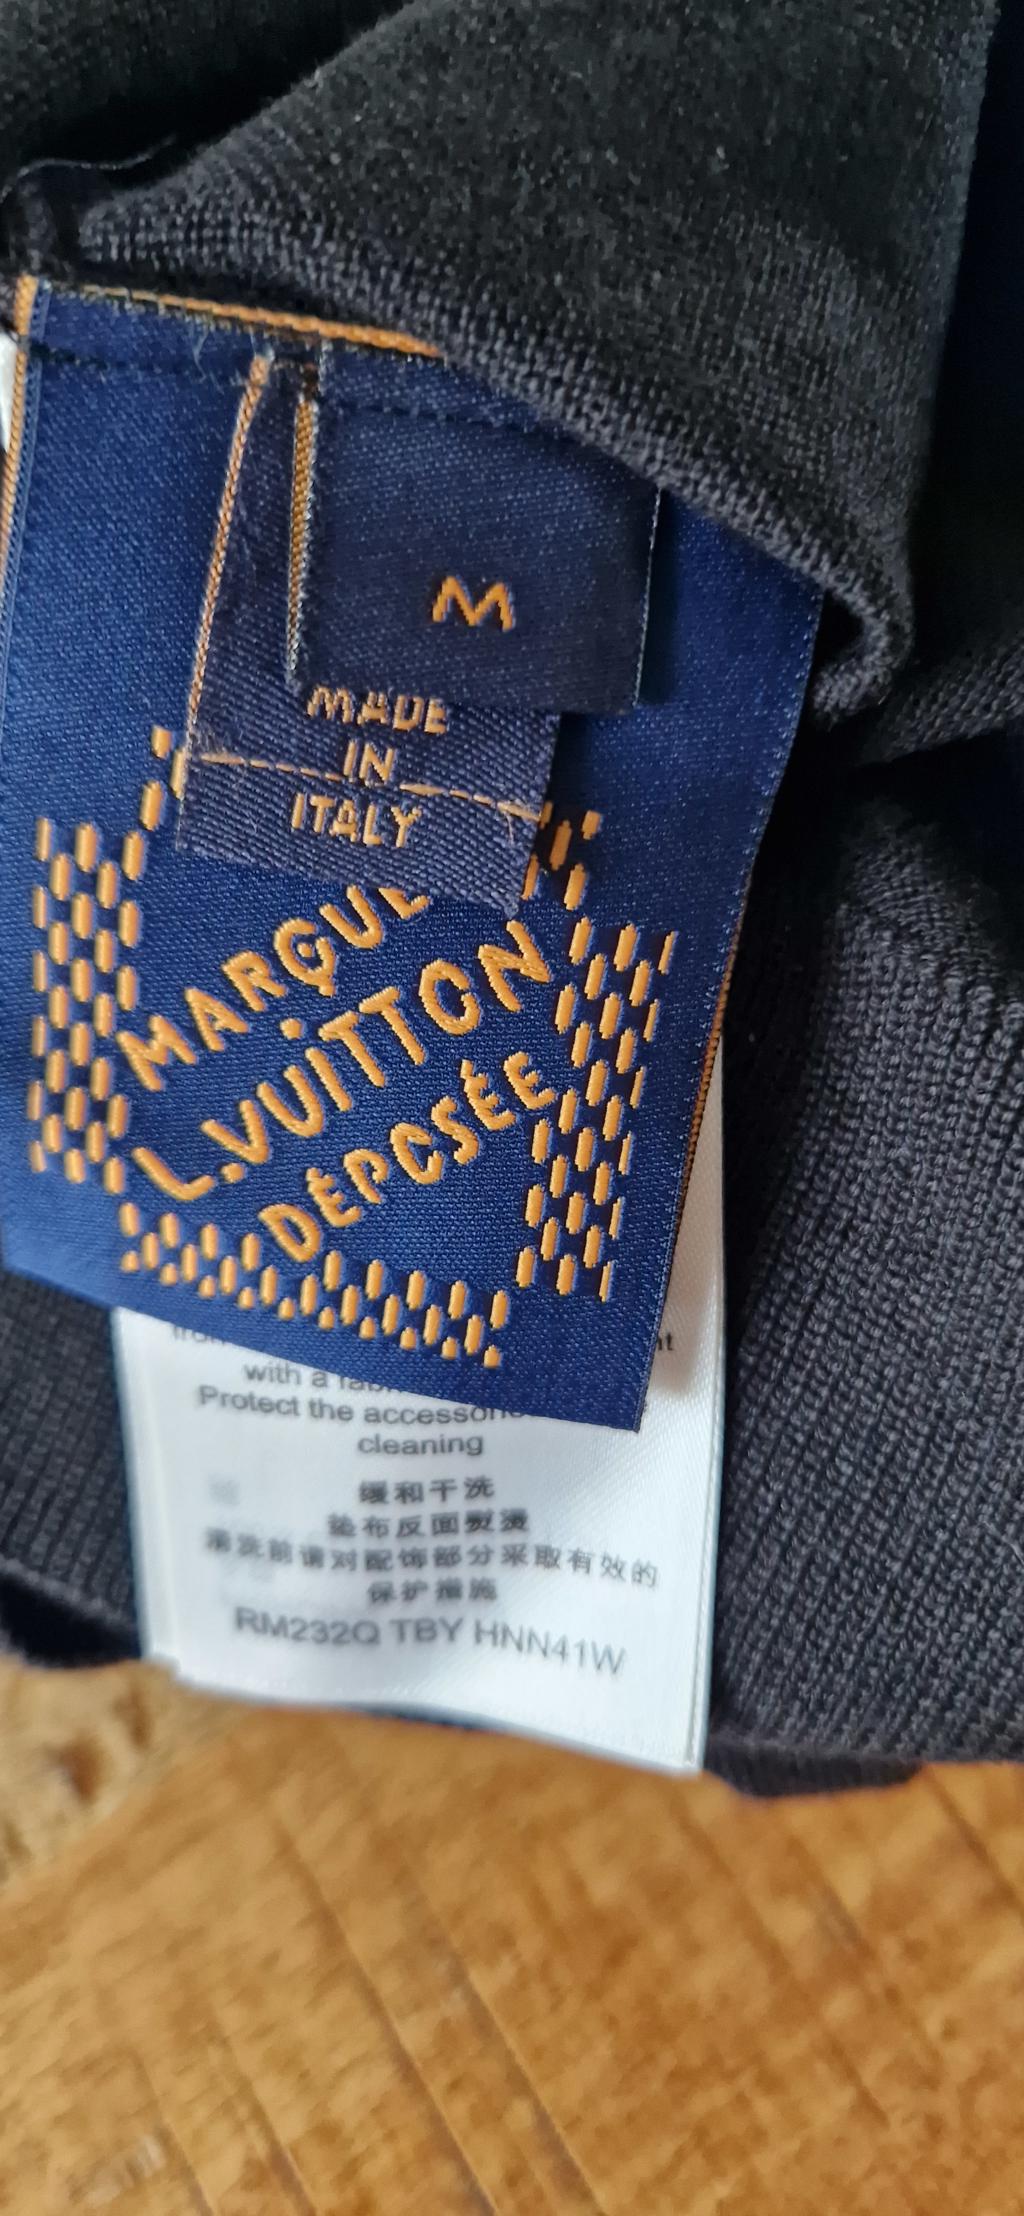 M
MADE
IN
ITALY
MARQUE
L.VUITTON
DÉPOSÉE
with a
Protect the
cleaning
缓和干洗
垫布反面熨烫
清洗前请对配饰部分采取有效的
保护措施
RM232Q TBY HNN41W